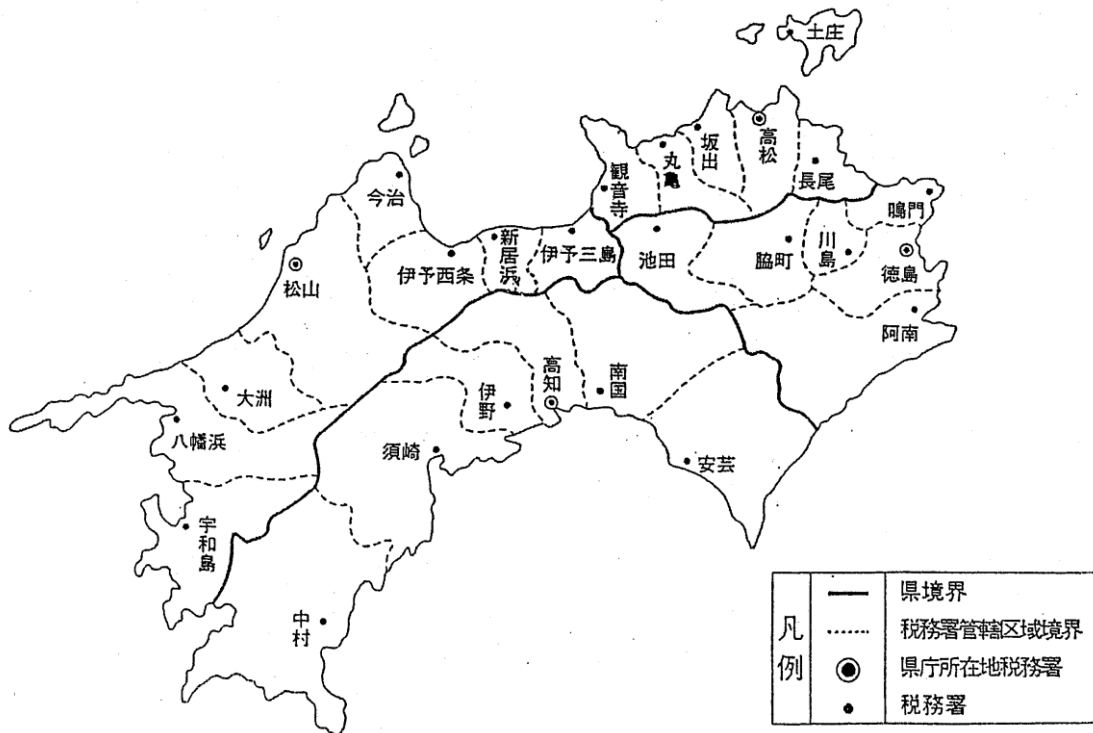 土庄
高松
坂出
丸亀
観音寺
長尾
鳴門
今治
新居浜
伊予三島
池田
脇町
川島
徳島
伊予西条
松山
阿南
高知
南国
大洲
伊野
八幡浜
須崎
安芸
宇和島
中村
凡例
県境界
税務署管轄区域境界
県庁所在地税務署
税務署